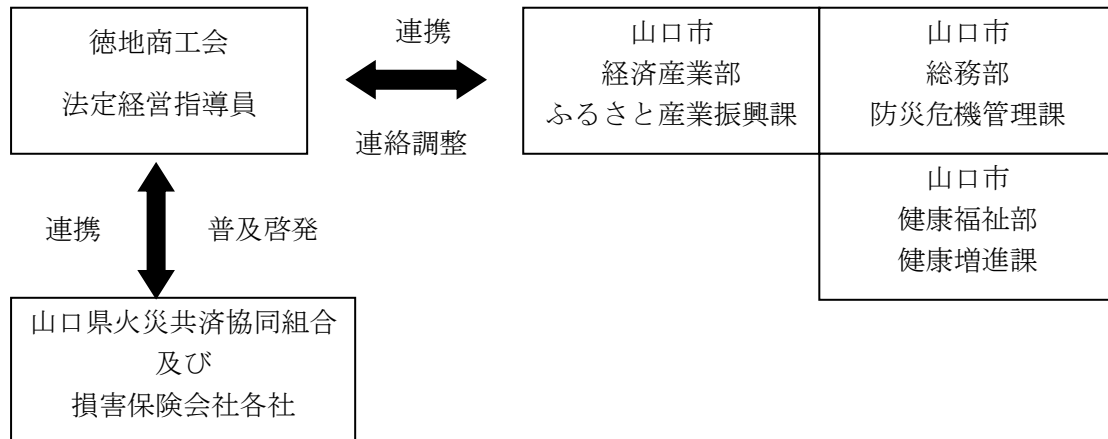 徳地商工会
法定経営指導員
連携
連絡調整
山口市
経済産業部
ふるさと産業振興課
山口市
総務部
防災危機管理課
山口市
健康福祉部
健康増進課
連携
普及啓発
山口県火災共済協同組合
及び
損害保険会社各社